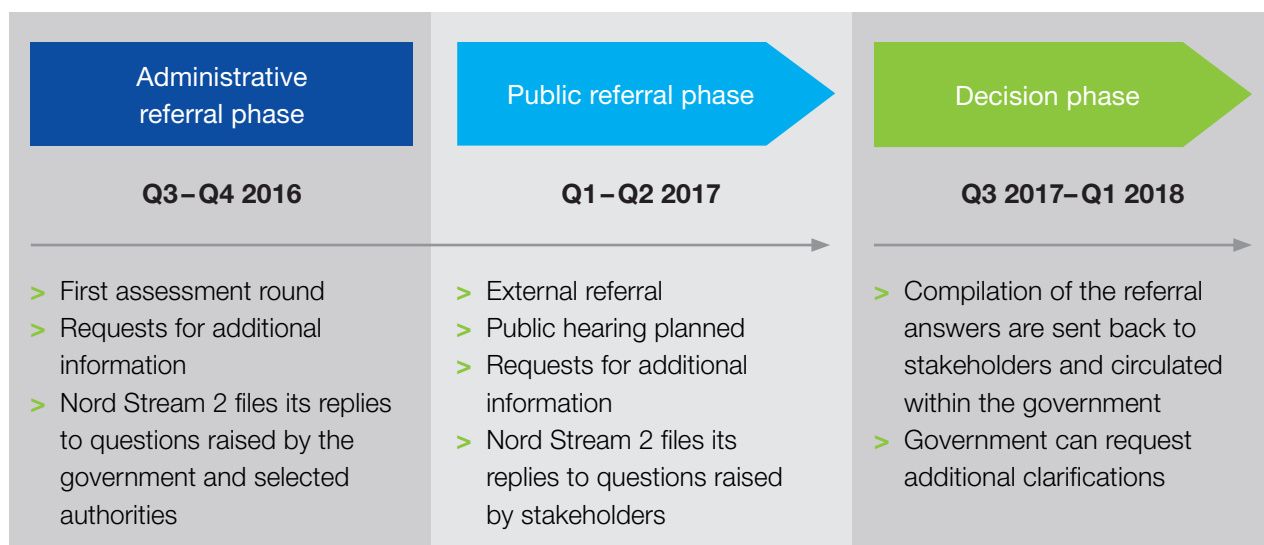 Administrative
referral phase
Q3–Q4 2016
> First assessment round
> Requests for additional
information
> Nord Stream 2 files its replies
to questions raised by the
government and selected
authorities
Public referral phase
Q1–Q2 2017
> External referral
> Public hearing planned
> Requests for additional
information
> Nord Stream 2 files its
replies to questions raised
by stakeholders
Decision phase
Q3 2017–Q1 2018
> Compilation of the referral
answers are sent back to
stakeholders and circulated
within the government
> Government can request
additional clarifications